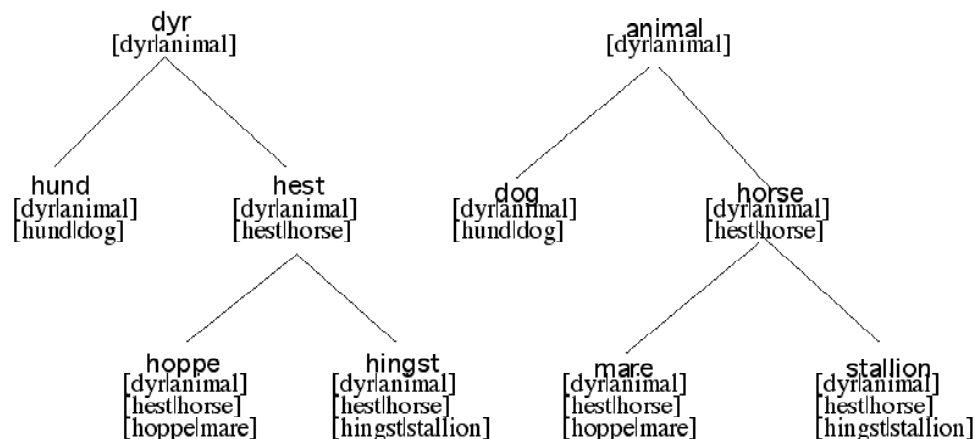 dyr
[dyr|animal]
animal
[dyr|animal]
hund
[dyr|animal]
[hund|dog]
hest
[dyr|animal]
[hest|horse]
dog
[dyr|animal]
[hund|dog]
horse
[dyr|animal]
[hest|horse]
hoppe
[dyr|animal]
[hest|horse]
[hoppe|mare]
hingst
[dyr|animal]
[hest|horse]
[hingst|stallion]
mare
[dyr|animal]
[hest|horse]
[hoppe|mare]
stallion
[dyr|animal]
[hest|horse]
[hingst|stallion]